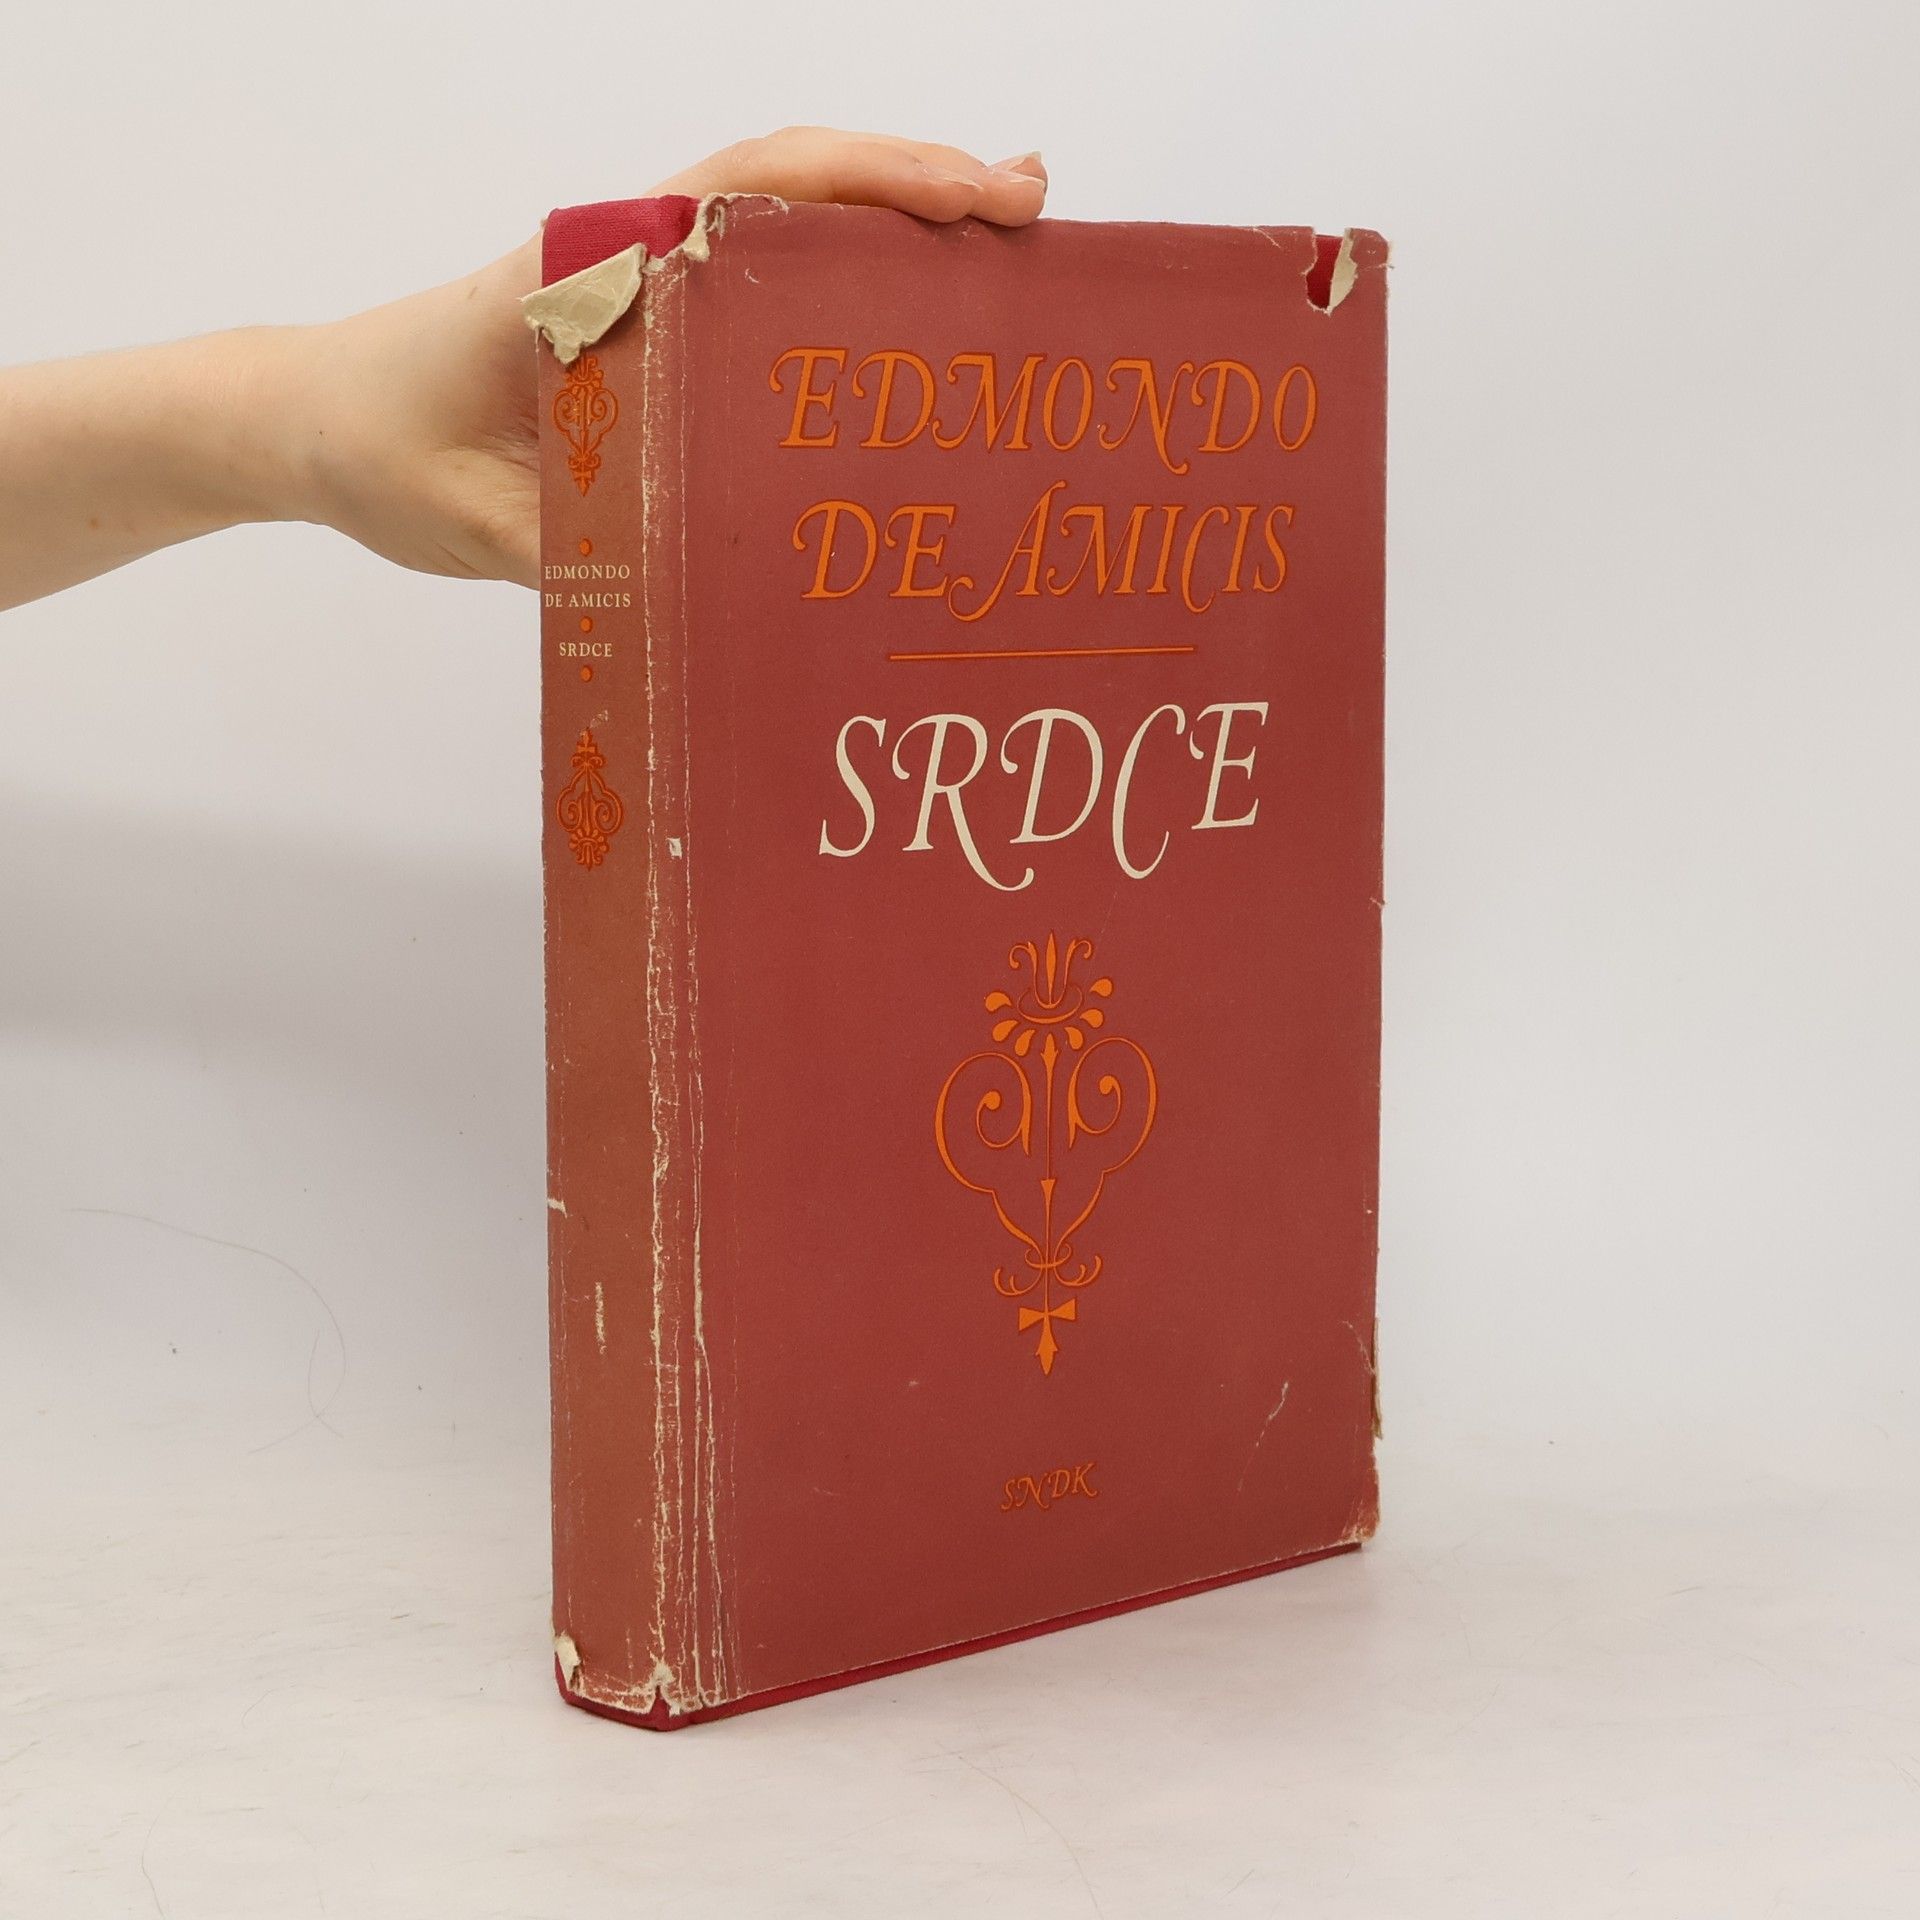 EDMONDO
DE AMICIS
SRDCE
EDMONDO
DE AMICIS
SRDCE
SNDK